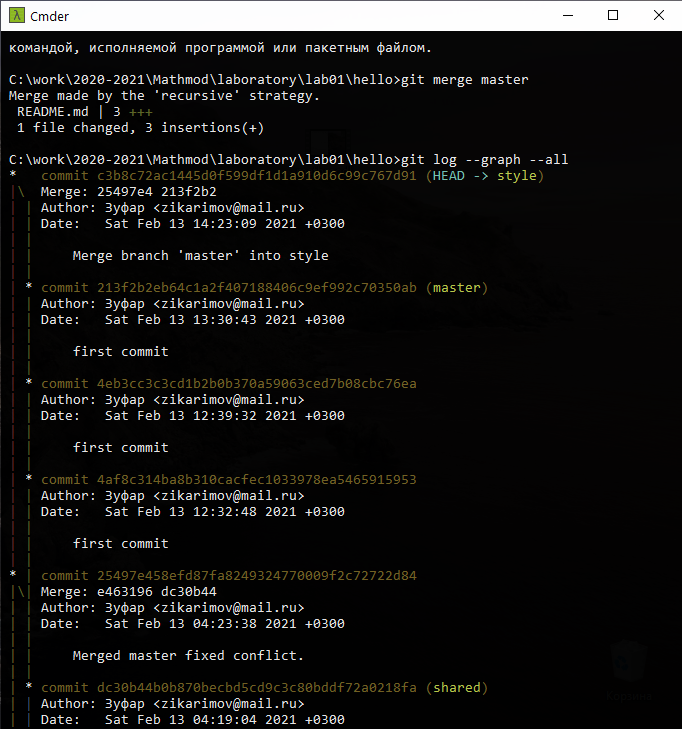 Cmder
командой, исполняемой программой или пакетным файлом.
C:\work\2020-2021\Mathmod\laboratory\lab01\hello>git merge master
Merge made by the 'recursive' strategy.
README.md | 3 +++
1 file changed, 3 insertions(+)
C:\work\2020-2021\Mathmod\laboratory\lab01\hello>git log --graph --all
*   commit c3b8c72ac1445d0f599df1d1a910d6c99c767d91 (HEAD -> style)
|\  Merge: 25497e4 213f2b2
| | Author: Зуфар <zikarimov@mail.ru>
| | Date:   Sat Feb 13 14:23:09 2021 +0300
| |
| |     Merge branch 'master' into style
| |
| * commit 213f2b2eb64c1a2f407188406c9ef992c70350ab (master)
| | Author: Зуфар <zikarimov@mail.ru>
| | Date:   Sat Feb 13 13:30:43 2021 +0300
| |
| |     first commit
| |
| * commit 4eb3cc3c3cd1b2b0b370a59063ced7b08cbc76ea
| | Author: Зуфар <zikarimov@mail.ru>
| | Date:   Sat Feb 13 12:39:32 2021 +0300
| |
| |     first commit
| |
| * commit 4af8c314ba8b310cacfec1033978ea5465915953
| | Author: Зуфар <zikarimov@mail.ru>
| | Date:   Sat Feb 13 12:32:48 2021 +0300
| |
| |     first commit
| |
* | commit 25497e458efd87fa8249324770009f2c72722d84
|\| Merge: e463196 dc30b44
| | Author: Зуфар <zikarimov@mail.ru>
| | Date:   Sat Feb 13 04:23:38 2021 +0300
| |
| |     Merged master fixed conflict.
| |
| * commit dc30b44b0b870becbd5cd9c3c80bddf72a0218fa (shared)
| | Author: Зуфар <zikarimov@mail.ru>
| | Date:   Sat Feb 13 04:19:04 2021 +0300